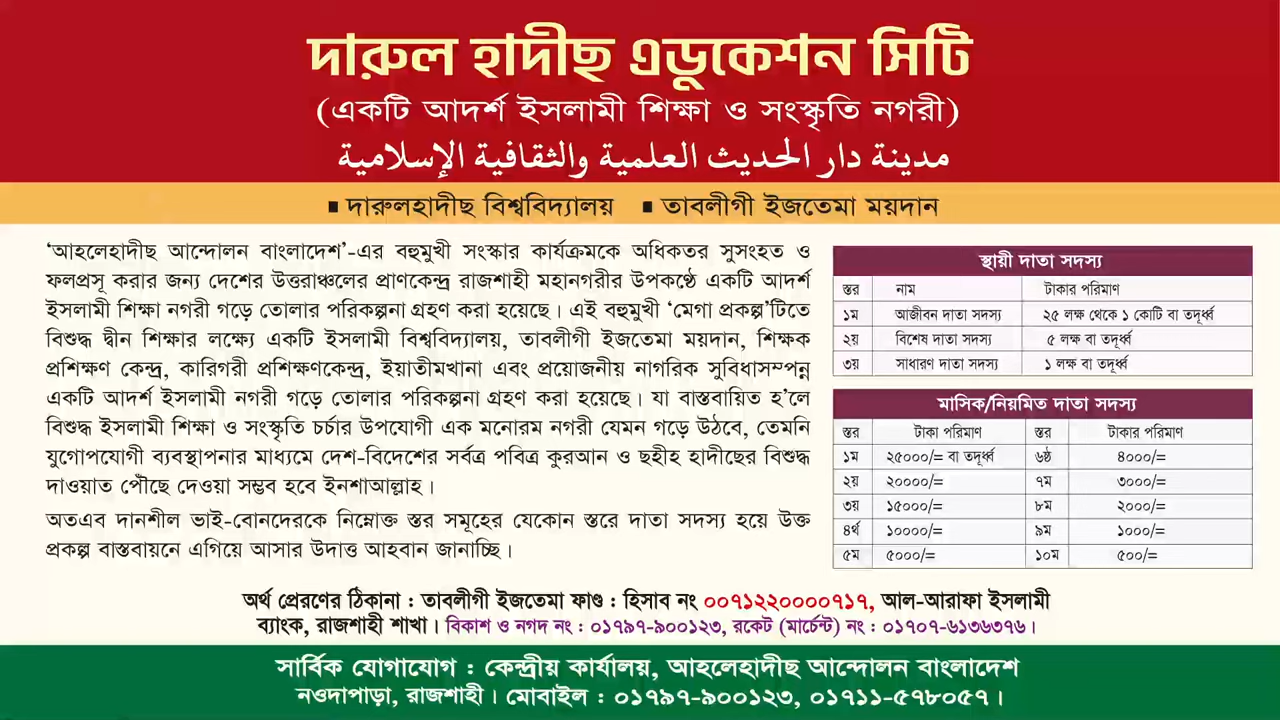 দারুল হাদীছ এডুকেশন সিটি
(একটি আদর্শ ইসলামী শিক্ষা ও সংস্কৃতি নগরী)
مدينة دار الحديث العلمية والثقافية الإسلامية
■ দারুলহাদীছ বিশ্ববিদ্যালয় ■ তাবলীগী ইজতেমা ময়দান
‘আহলেহাদীছ আন্দোলন বাংলাদেশ’-এর বহুমুখী সংস্কার কার্যক্রমকে অধিকতর সুসংহত ও
ফলপ্রসূ করার জন্য দেশের উত্তরাঞ্চলের প্রাণকেন্দ্র রাজশাহী মহানগরীর উপকণ্ঠে একটি আদর্শ
ইসলামী শিক্ষা নগরী গড়ে তোলার পরিকল্পনা গ্রহণ করা হয়েছে। এই বহুমুখী ‘মেগা প্রকল্প’টিতে
বিশুদ্ধ দ্বীন শিক্ষার লক্ষ্যে একটি ইসলামী বিশ্ববিদ্যালয়, তাবলীগী ইজতেমা ময়দান, শিক্ষক
প্রশিক্ষণ কেন্দ্র, কারিগরী প্রশিক্ষণকেন্দ্র, ইয়াতীমখানা এবং প্রয়োজনীয় নাগরিক সুবিধাসম্পন্ন
একটি আদর্শ ইসলামী নগরী গড়ে তোলার পরিকল্পনা গ্রহণ করা হয়েছে। যা বাস্তবায়িত হ’লে
বিশুদ্ধ ইসলামী শিক্ষা ও সংস্কৃতি চর্চার উপযোগী এক মনোরম নগরী যেমন গড়ে উঠবে, তেমনি
যুগোপযোগী ব্যবস্থাপনার মাধ্যমে দেশ-বিদেশের সর্বত্র পবিত্র কুরআন ও ছহীহ হাদীছের বিশুদ্ধ
দাওয়াত পৌঁছে দেওয়া সম্ভব হবে ইনশাআল্লাহ।
অতএব দানশীল ভাই-বোনদেরকে নিম্নোক্ত স্তর সমূহের যেকোন স্তরে দাতা সদস্য হয়ে উক্ত
প্রকল্প বাস্তবায়নে এগিয়ে আসার উদাত্ত আহবান জানাচ্ছি।
স্থায়ী দাতা সদস্য
স্তর নাম টাকার পরিমাণ
১ম আজীবন দাতা সদস্য ২৫ লক্ষ থেকে ১ কোটি বা তদূর্ধ্ব
২য় বিশেষ দাতা সদস্য ৫ লক্ষ বা তদূর্ধ্ব
৩য় সাধারণ দাতা সদস্য ১ লক্ষ বা তদূর্ধ্ব
মাসিক/নিয়মিত দাতা সদস্য
স্তর টাকা পরিমাণ স্তর টাকার পরিমাণ
১ম ২৫০০০/= বা তদূর্ধ্ব ৬ষ্ঠ ৪০০০/=
২য় ২০০০০/= ৭ম ৩০০০/=
৩য় ১৫০০০/= ৮ম ২০০০/=
৪র্থ ১০০০০/= ৯ম ১০০০/=
৫ম ৫০০০/= ১০ম ৫০০/=
অর্থ প্রেরণের ঠিকানা : তাবলীগী ইজতেমা ফাণ্ড : হিসাব নং ০০৭১২২০০০০৭১৭, আল-আরাফা ইসলামী
ব্যাংক, রাজশাহী শাখা। বিকাশ ও নগদ নং : ০১৭৯৭-৯০০১২৩, রকেট (মার্চেন্ট) নং : ০১৭০৭-৬১৩৬৩৭৬।
সার্বিক যোগাযোগ : কেন্দ্রীয় কার্যালয়, আহলেহাদীছ আন্দোলন বাংলাদেশ
নওদাপাড়া, রাজশাহী। মোবাইল : ০১৭৯৭-৯০০১২৩, ০১৭১১-৫৭৮০৫৭।